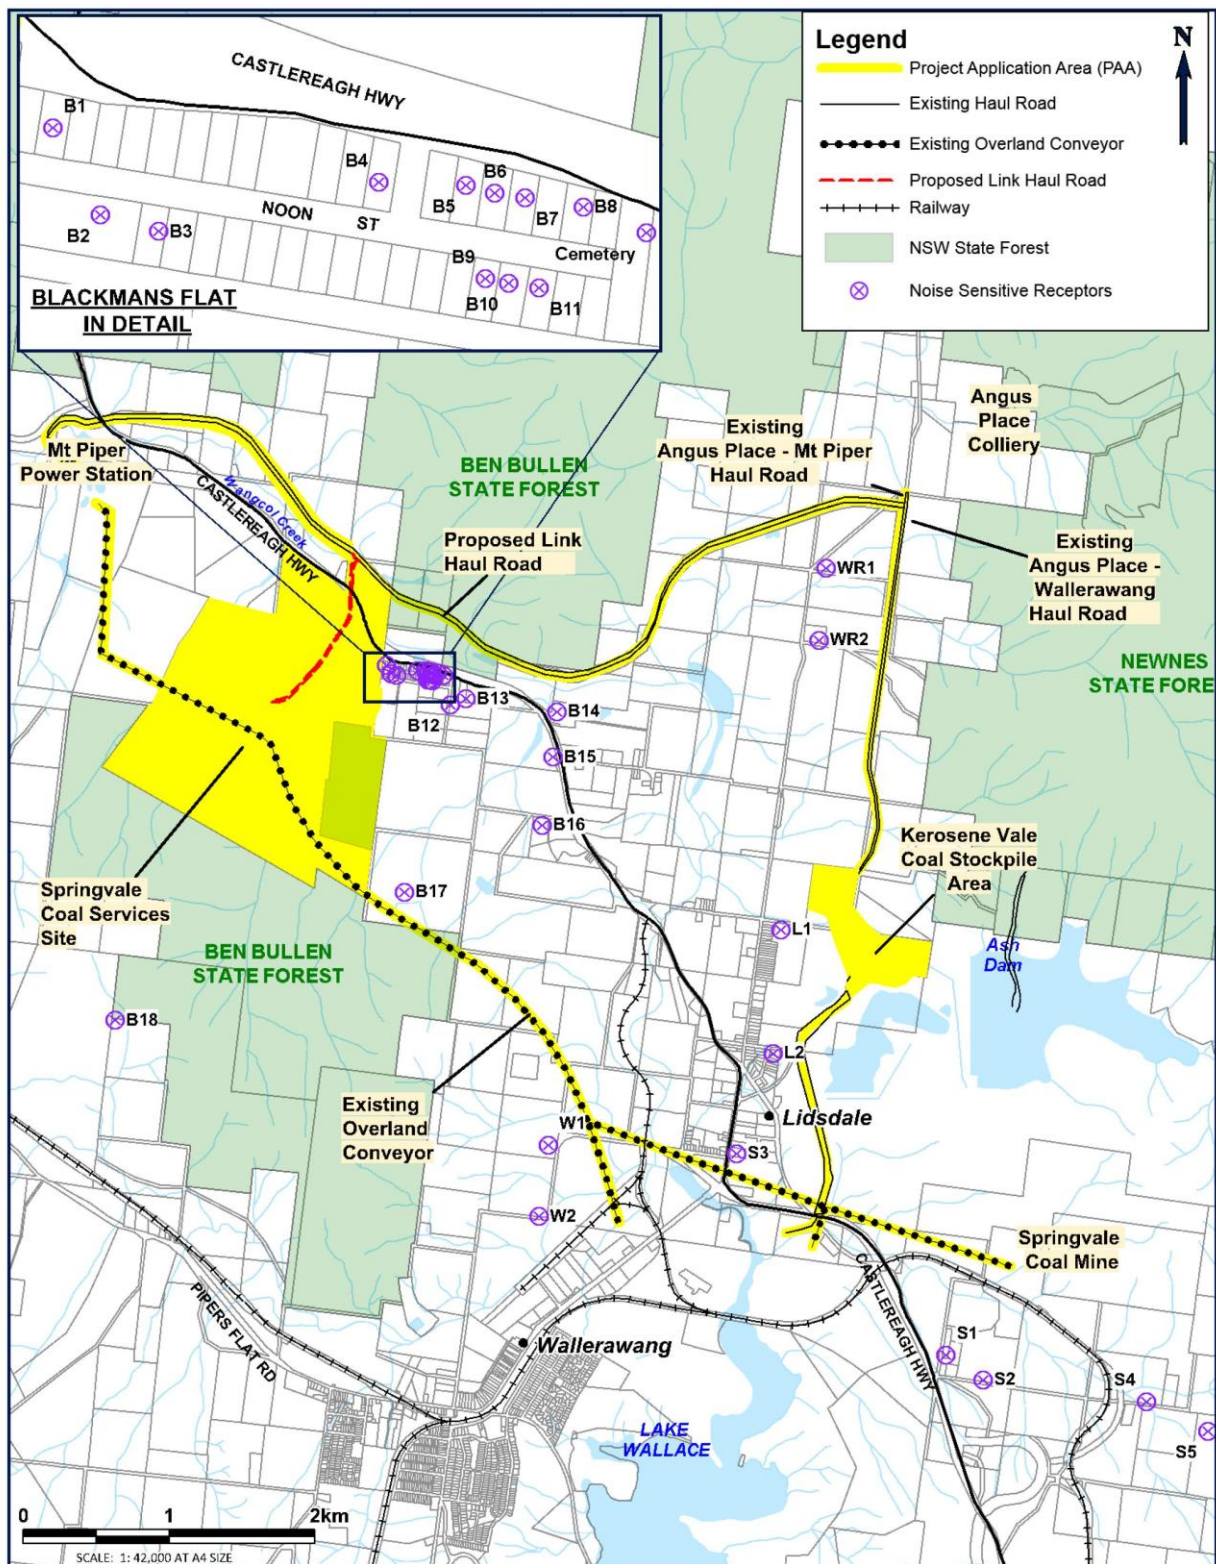 CASTLEREAGH HWY
B1
B4
B6
B5
B7
B8
NOON
ST
B2
B3
Cemetery
B9
B10
B11
BLACKMANS FLAT
IN DETAIL
Legend
N
Project Application Area (PAA)
Existing Haul Road
Existing Overland Conveyor
Proposed Link Haul Road
Railway
NSW State Forest
Noise Sensitive Receptors
Angus
Place
Colliery
Existing
Angus Place - Mt Piper
Haul Road
Mt Piper
Power Station
BEN BULLEN
STATE FOREST
Wangcol Creek
CASTLEREAGH HWY
Proposed Link
Haul Road
Existing
Angus Place -
Wallerawang
Haul Road
WR1
WR2
NEWNES
STATE FORE
B13
B12
B14
B15
B16
Kerosene Vale
Coal Stockpile
Area
B17
Springvale
Coal Services
Site
L1
BEN BULLEN
STATE FOREST
Ash
Dam
B18
L2
Existing
Overland
Conveyor
W1
Lidsdale
S3
W2
Springvale
Coal Mine
PIPERS FLAT RD
CASTLEREAGH HWY
Wallerawang
S1
S2
S4
S5
LAKE
WALLACE
0 1 2km
SCALE: 1: 42,000 AT A4 SIZE